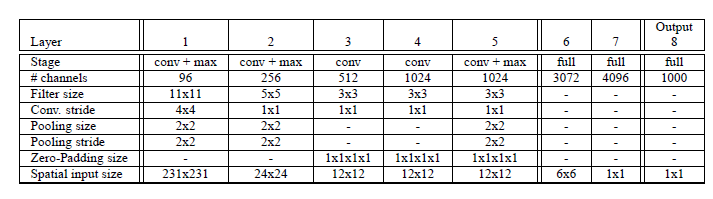 Output
Layer 1 2 3 4 5 6 7 8
Stage conv + max conv + max conv conv conv + max full full full
# channels 96 256 512 1024 1024 3072 4096 1000
Filter size 11x11 5x5 3x3 3x3 3x3 - - -
Conv. stride 4x4 1x1 1x1 1x1 1x1 - - -
Pooling size 2x2 2x2 - - 2x2 - - -
Pooling stride 2x2 2x2 - - 2x2 - - -
Zero-Padding size - - 1x1x1x1 1x1x1x1 1x1x1x1 - - -
Spatial input size 231x231 24x24 12x12 12x12 12x12 6x6 1x1 1x1